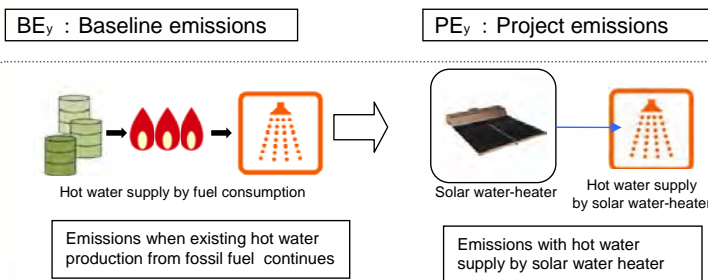 BEy : Baseline emissions
PEy : Project emissions
Hot water supply by fuel consumption
Solar water-heater
Hot water supply
by solar water-heater
Emissions when existing hot water
production from fossil fuel continues
Emissions with hot water
supply by solar water heater